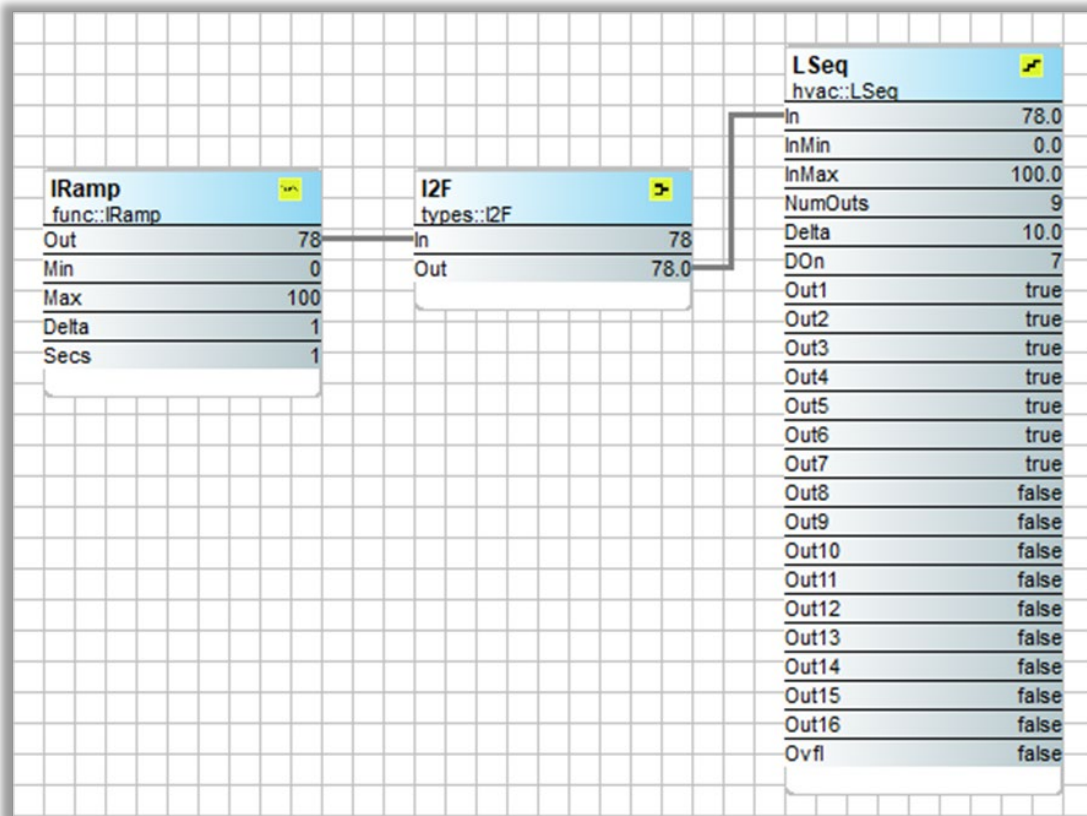 IRamp
func::IRamp
Out 78
Min 0
Max 100
Delta 1
Secs 1
I2F
types::I2F
In 78
Out 78.0
LSeq
hvac::LSeq
In 78.0
InMin 0.0
InMax 100.0
NumOuts 9
Delta 10.0
DOn 7
Out1 true
Out2 true
Out3 true
Out4 true
Out5 true
Out6 true
Out7 true
Out8 false
Out9 false
Out10 false
Out11 false
Out12 false
Out13 false
Out14 false
Out15 false
Out16 false
Ovfl false